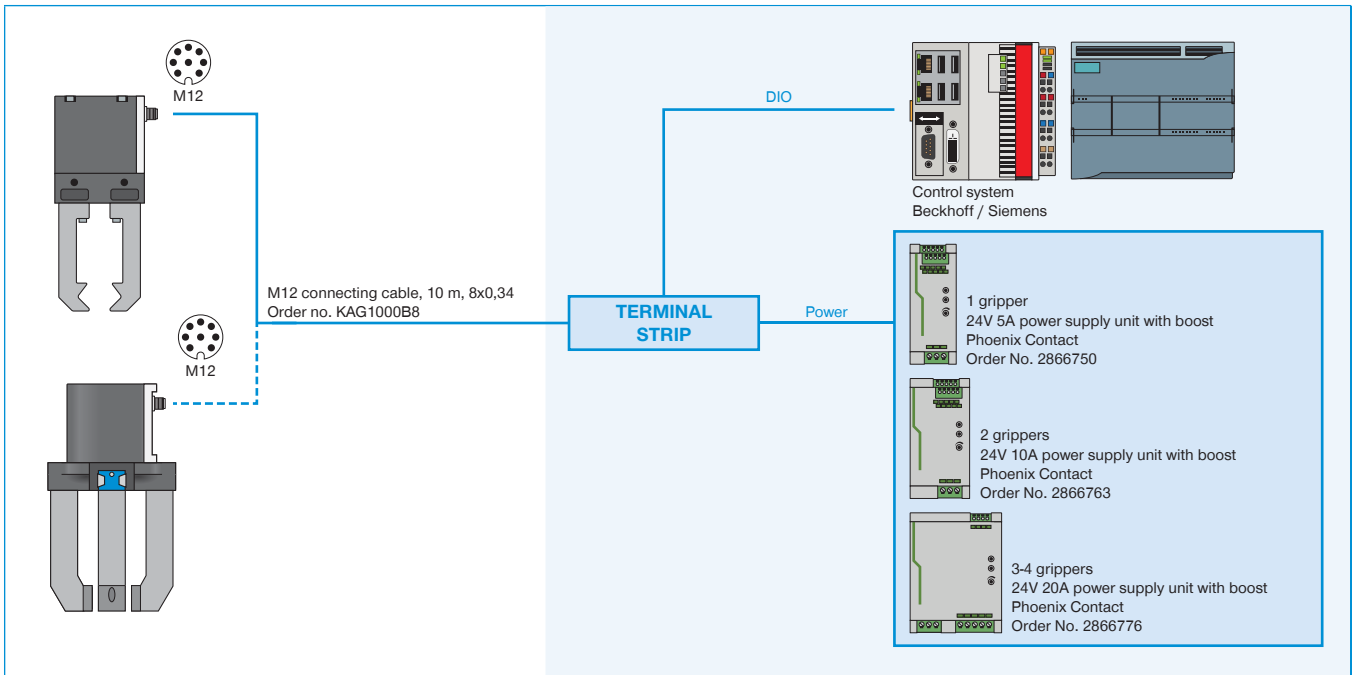 M12
M12
M12 connecting cable, 10 m, 8x0,34
Order no. KAG1000B8
TERMINAL
STRIP
DIO
Power
Control system
Beckhoff / Siemens
1 gripper
24V 5A power supply unit with boost
Phoenix Contact
Order No. 2866750
2 grippers
24V 10A power supply unit with boost
Phoenix Contact
Order No. 2866763
3-4 grippers
24V 20A power supply unit with boost
Phoenix Contact
Order No. 2866776